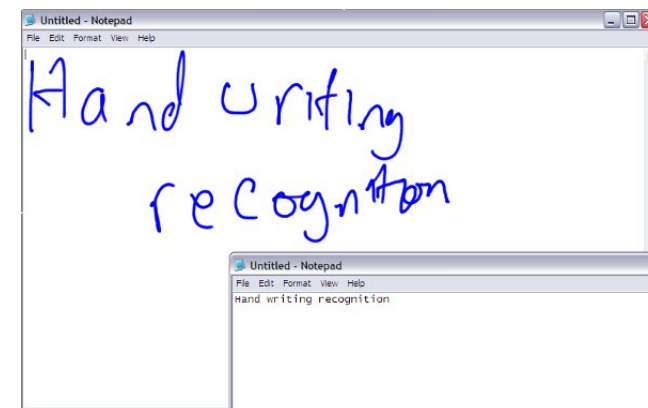 Untitled - Notepad
File Edit Format View Help
Hand writing
recognition
Untitled - Notepad
File Edit Format View Help
Hand writing recognition